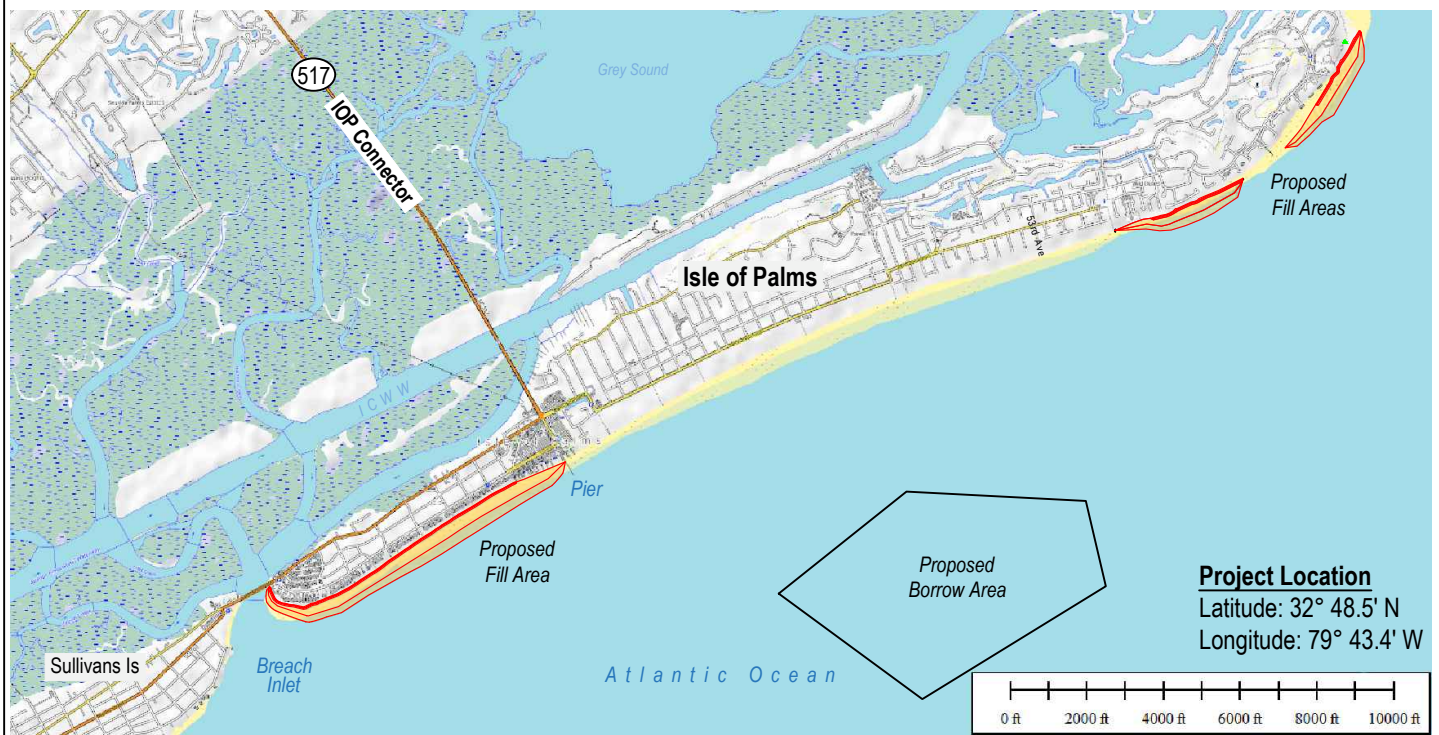 Grey Sound
517
IOP Connector
Proposed
Fill Areas
53rd Ave
Isle of Palms
ICWW
Pier
Proposed
Fill Area
Proposed
Borrow Area
Project Location
Latitude: 32° 48.5' N
Longitude: 79° 43.4' W
Sullivans Is
Breach
Inlet
Atlantic Ocean
0 ft 2000 ft 4000 ft 6000 ft 8000 ft 10000 ft